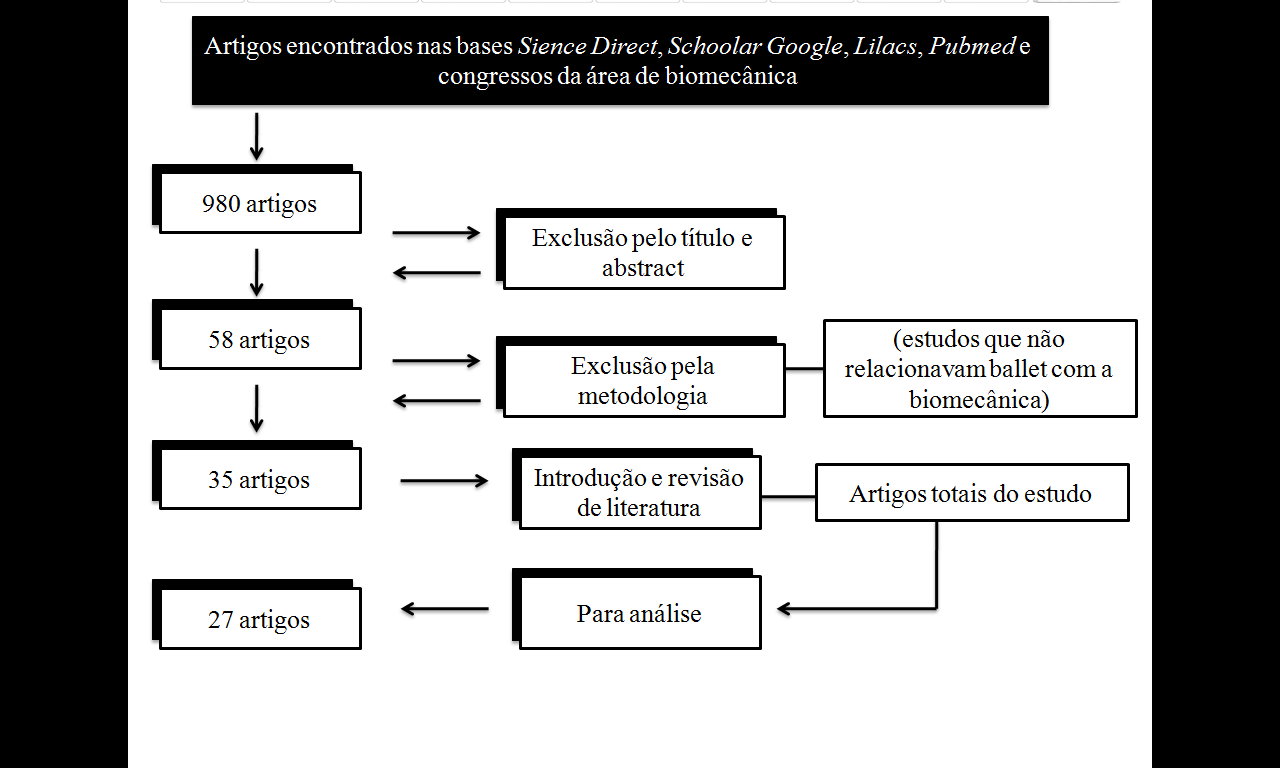 Artigos encontrados nas bases Sience Direct, Schoolar Google, Lilacs, Pubmed e
congressos da área de biomecânica
980 artigos
Exclusão pelo título e
abstract
58 artigos
Exclusão pela
metodologia
(estudos que não
relacionavam ballet com a
biomecânica)
35 artigos
Introdução e revisão
de literatura
Artigos totais do estudo
27 artigos
Para análise